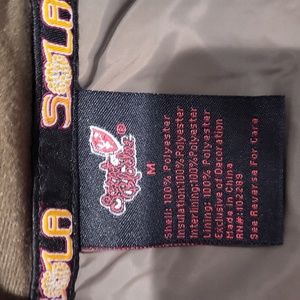 SOLA
SOLA
M
Shell: 100% Polyester
Insulation:100%Polyester
Interlining:100%Polyester
Lining: 100% Polyester
Exclusive of Decoration
Made in China
RN#:102289
See Reverse For Care